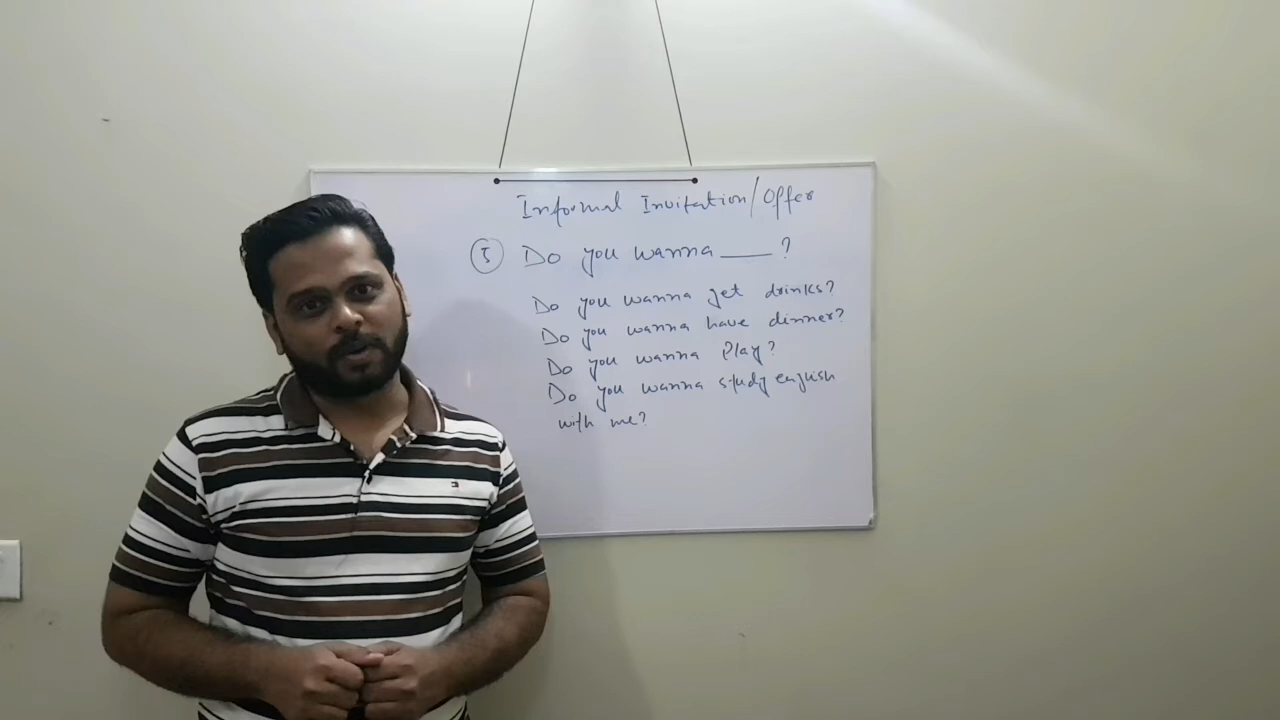 Informal Invitation/Offer
⑤ Do you wanna ___ ?
Do you wanna get drinks?
Do you wanna have dinner?
Do you wanna Play?
Do you wanna study english
with me?